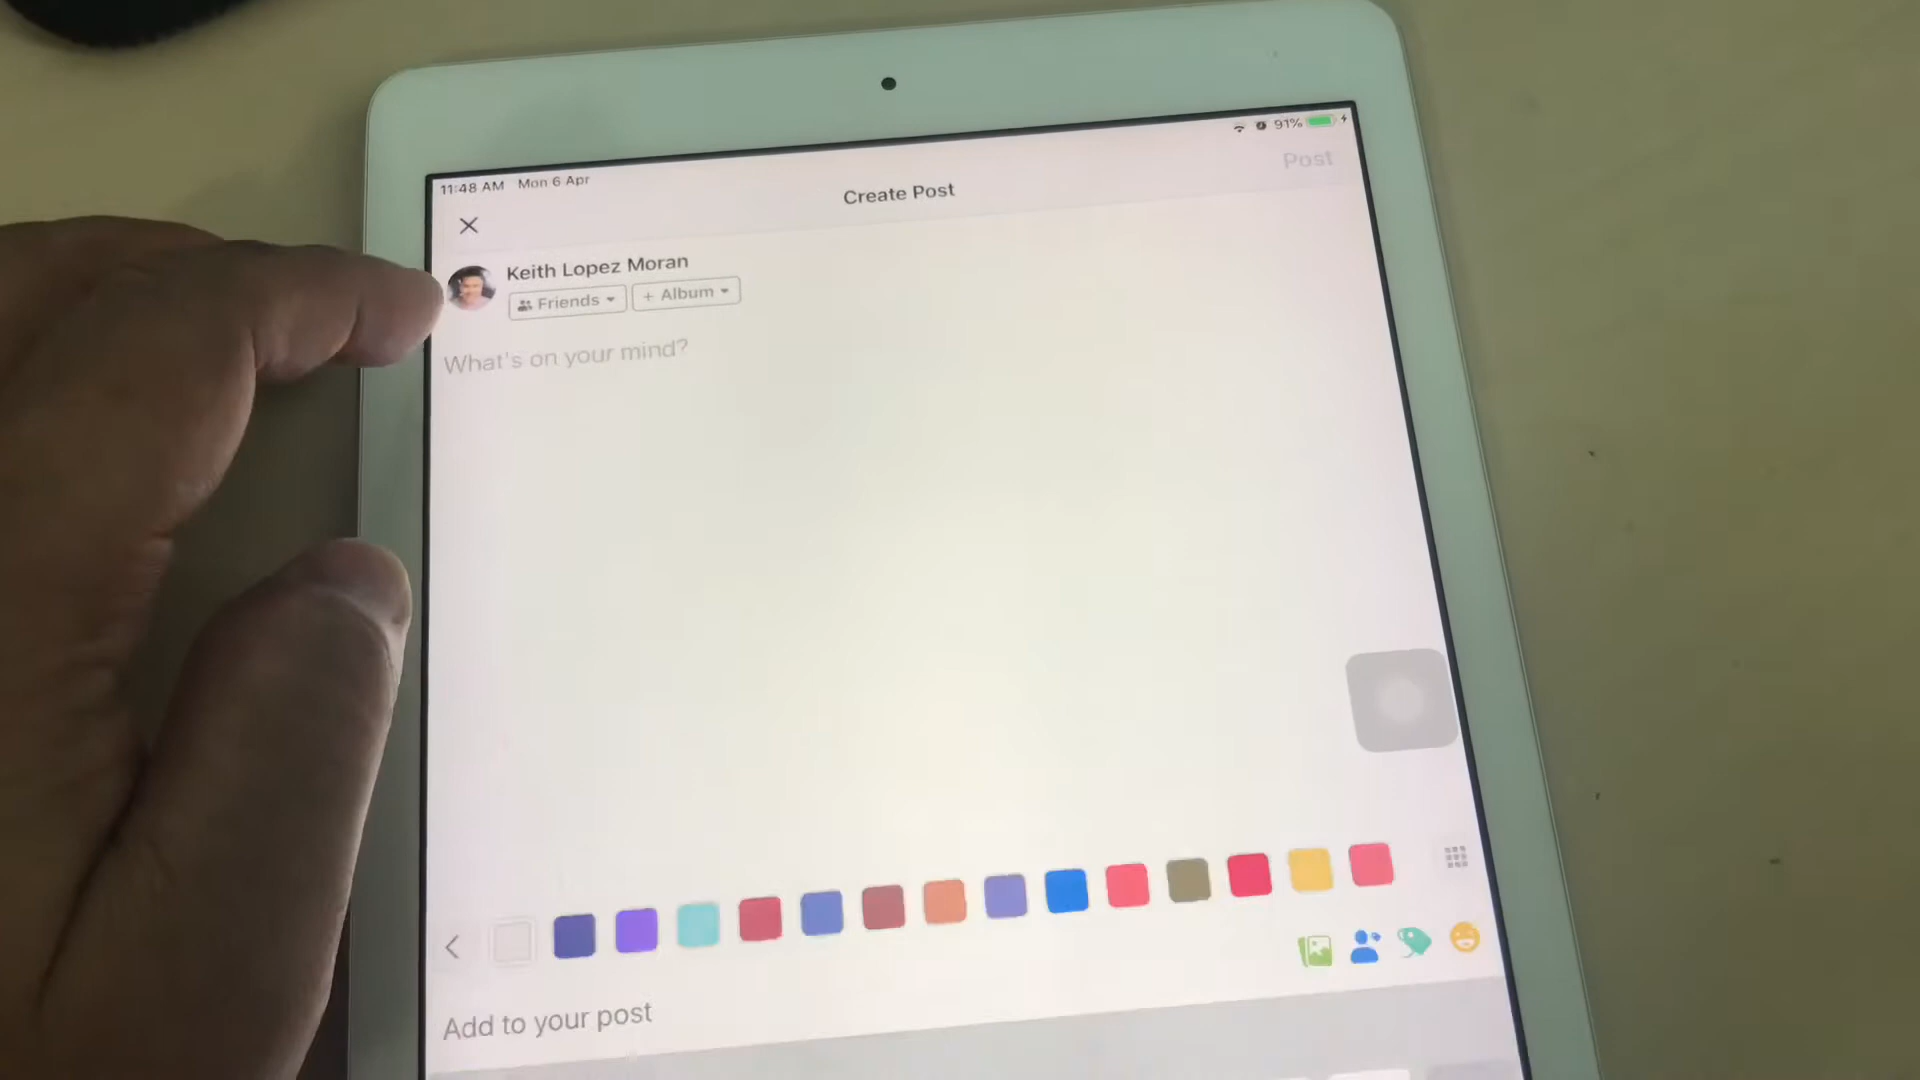 11:48 AM Mon 6 Apr 91%
Create Post
Post
Keith Lopez Moran
Friends
+ Album
What's on your mind?
Add to your post